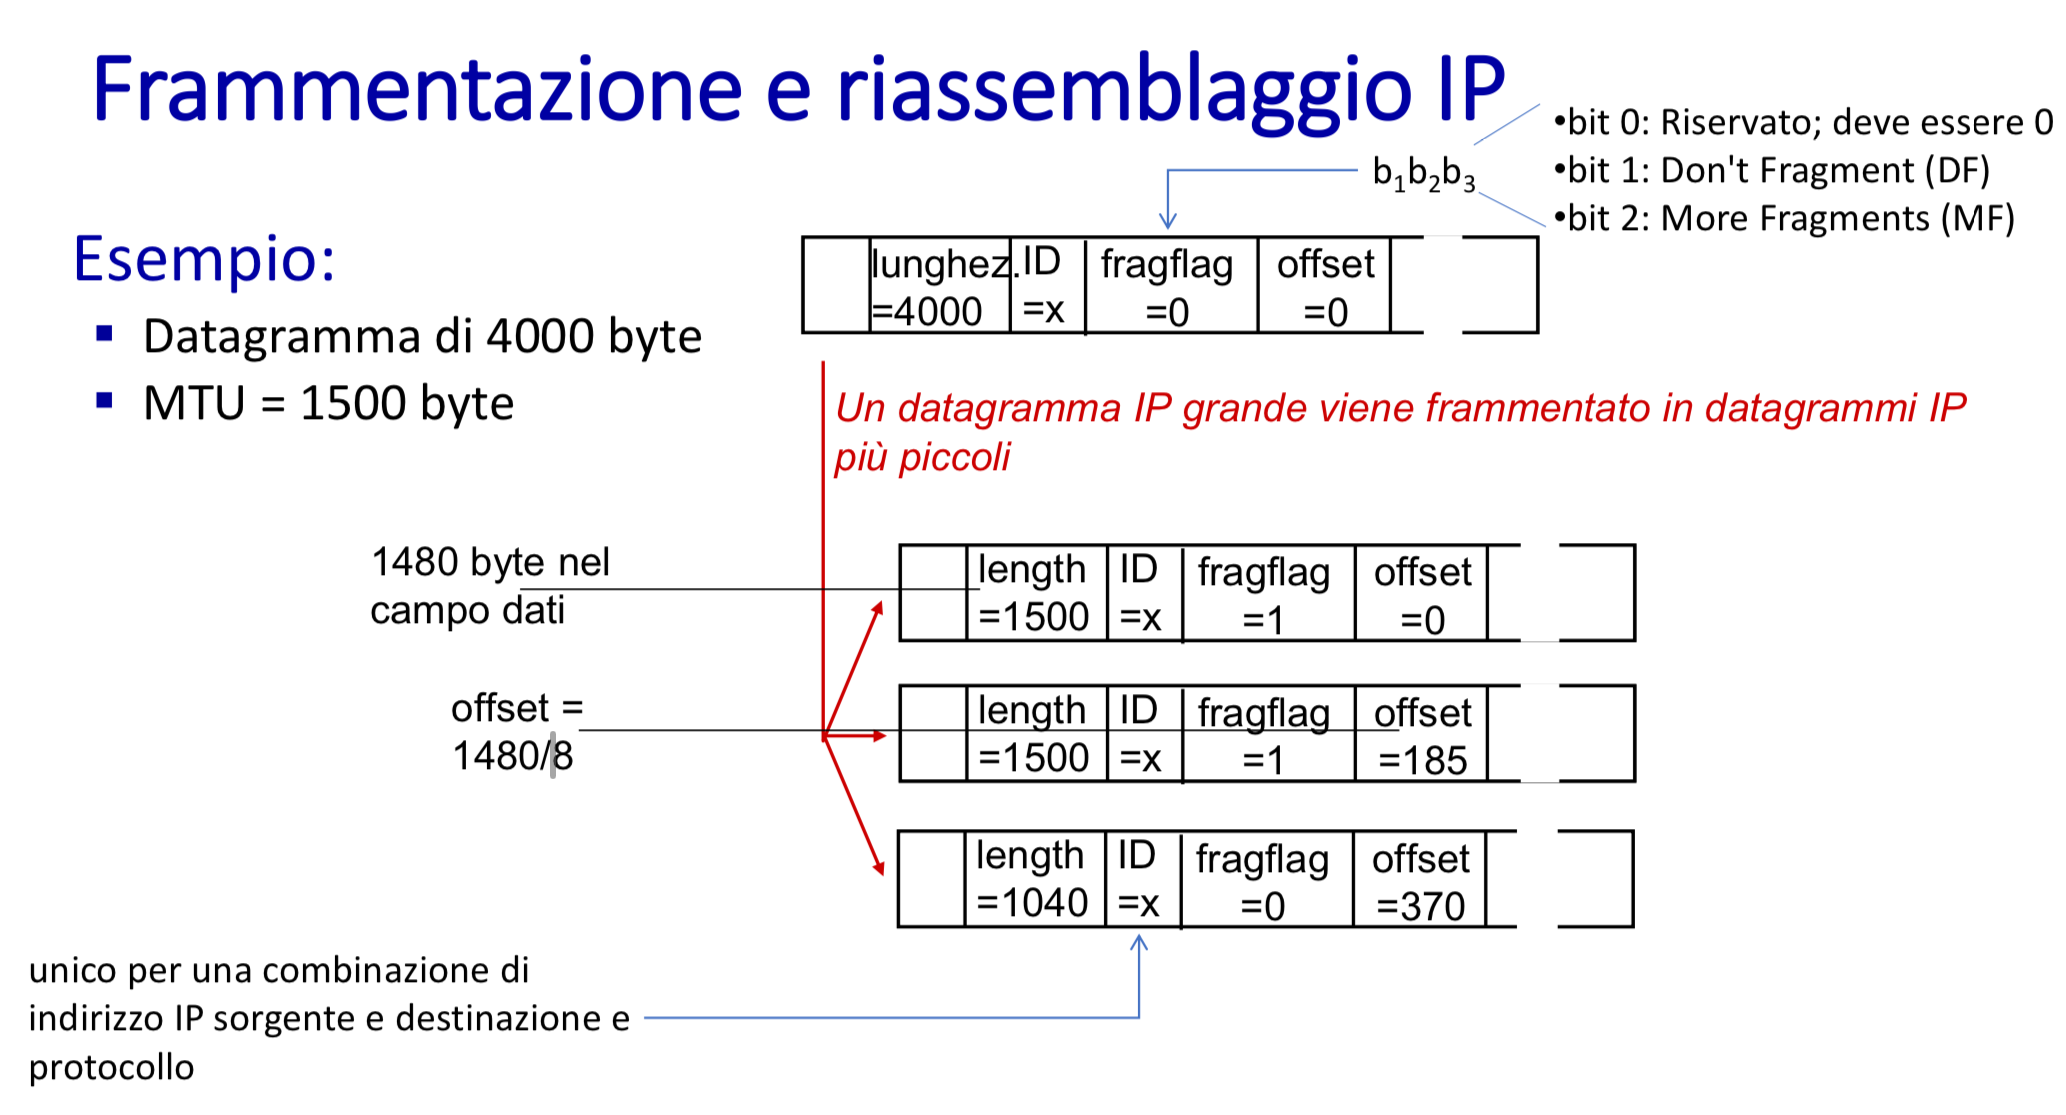 Frammentazione e riassemblaggio IP
•bit 0: Riservato; deve essere 0
b₁b₂b₃
•bit 1: Don't Fragment (DF)
•bit 2: More Fragments (MF)
Esempio:
▪ Datagramma di 4000 byte
▪ MTU = 1500 byte
lunghez. ID fragflag offset
=4000 =x =0 =0
Un datagramma IP grande viene frammentato in datagrammi IP
più piccoli
1480 byte nel
campo dati
length ID fragflag offset
=1500 =x =1 =0
offset =
1480/8
length ID fragflag offset
=1500 =x =1 =185
length ID fragflag offset
=1040 =x =0 =370
unico per una combinazione di
indirizzo IP sorgente e destinazione e
protocollo